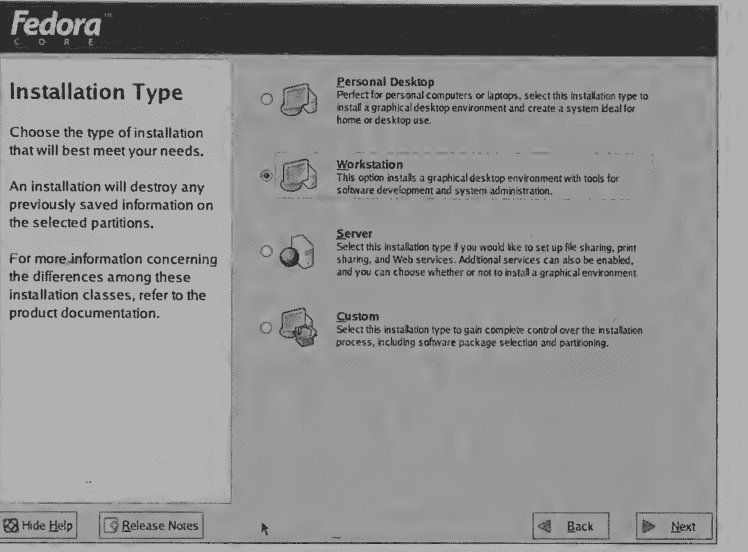 Fedora
CORE
Installation Type
Choose the type of installation
that will best meet your needs.
An installation will destroy any
previously saved information on
the selected partitions.
For more information concerning
the differences among these
installation classes, refer to the
product documentation.
Personal Desktop
Perfect for personal computers or laptops, select this installation type to
install a graphical desktop environment and create a system ideal for
home or desktop use.
Workstation
This option installs a graphical desktop environment with tools for
software development and system administration.
Server
Select this installation type if you would like to set up file sharing, print
sharing, and Web services. Additional services can also be enabled,
and you can choose whether or not to install a graphical environment.
Custom
Select this installation type to gain complete control over the installation
process, including software package selection and partitioning.
Hide Help
Release Notes
Back
Next